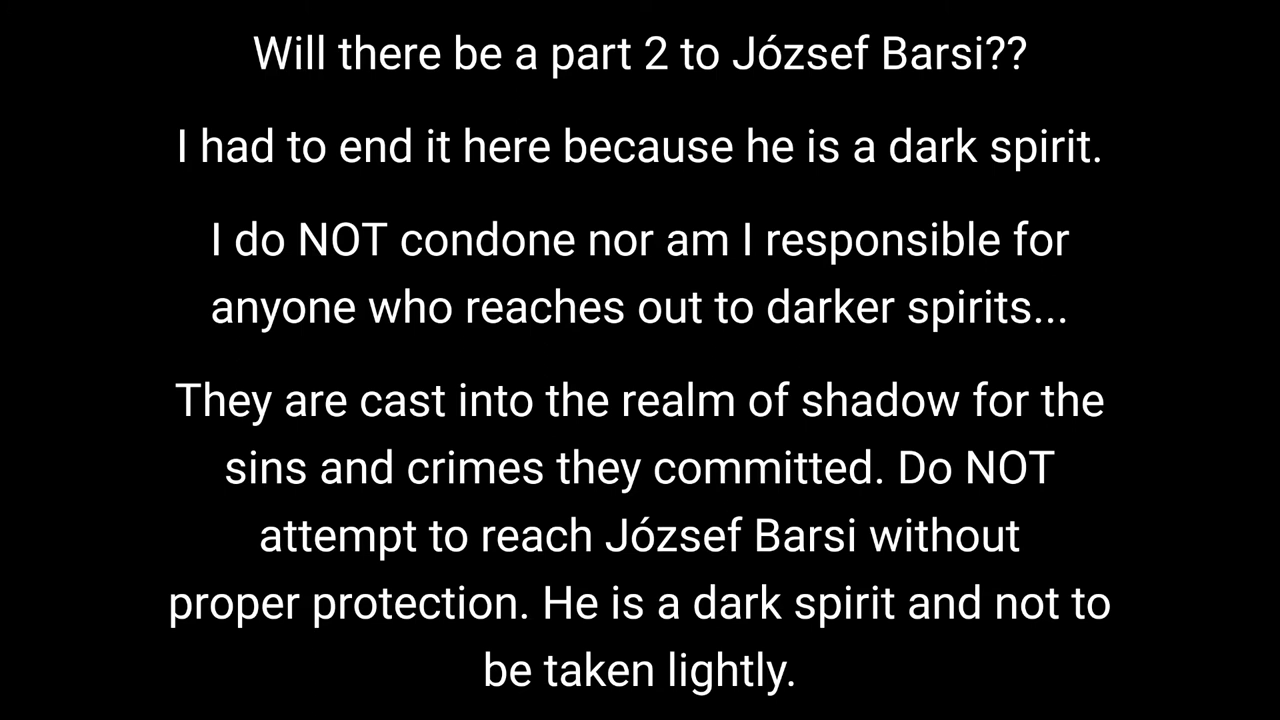 Will there be a part 2 to József Barsi??
I had to end it here because he is a dark spirit.
I do NOT condone nor am I responsible for
anyone who reaches out to darker spirits...
They are cast into the realm of shadow for the
sins and crimes they committed. Do NOT
attempt to reach József Barsi without
proper protection. He is a dark spirit and not to
be taken lightly.